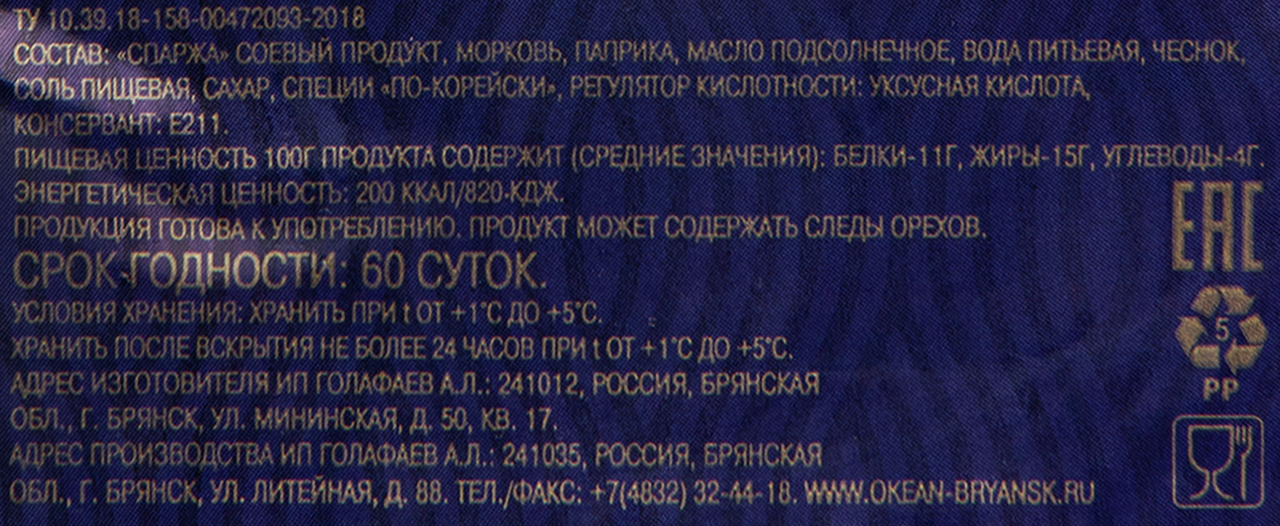 ТУ 10.39.18-158-00472093-2018
СОСТАВ: «СПАРЖА» СОЕВЫЙ ПРОДУКТ, МОРКОВЬ, ПАПРИКА, МАСЛО ПОДСОЛНЕЧНОЕ, ВОДА ПИТЬЕВАЯ, ЧЕСНОК,
СОЛЬ ПИЩЕВАЯ, САХАР, СПЕЦИИ «ПО-КОРЕЙСКИ», РЕГУЛЯТОР КИСЛОТНОСТИ: УКСУСНАЯ КИСЛОТА,
КОНСЕРВАНТ: Е211.
ПИЩЕВАЯ ЦЕННОСТЬ 100Г ПРОДУКТА СОДЕРЖИТ (СРЕДНИЕ ЗНАЧЕНИЯ): БЕЛКИ-11Г, ЖИРЫ-15Г, УГЛЕВОДЫ-4Г.
ЭНЕРГЕТИЧЕСКАЯ ЦЕННОСТЬ: 200 ККАЛ/820-КДЖ.
ПРОДУКЦИЯ ГОТОВА К УПОТРЕБЛЕНИЮ. ПРОДУКТ МОЖЕТ СОДЕРЖАТЬ СЛЕДЫ ОРЕХОВ.
EAC
СРОК ГОДНОСТИ: 60 СУТОК.
УСЛОВИЯ ХРАНЕНИЯ: ХРАНИТЬ ПРИ t ОТ +1°С ДО +5°С.
ХРАНИТЬ ПОСЛЕ ВСКРЫТИЯ НЕ БОЛЕЕ 24 ЧАСОВ ПРИ t ОТ +1°С ДО +5°С.
5
PP
АДРЕС ИЗГОТОВИТЕЛЯ ИП ГОЛАФАЕВ А.Л.: 241012, РОССИЯ, БРЯНСКАЯ
ОБЛ., Г. БРЯНСК, УЛ. МИНИНСКАЯ, Д. 50, КВ. 17.
АДРЕС ПРОИЗВОДСТВА ИП ГОЛАФАЕВ А.Л.: 241035, РОССИЯ, БРЯНСКАЯ
ОБЛ., Г. БРЯНСК, УЛ. ЛИТЕЙНАЯ, Д. 88. ТЕЛ./ФАКС: +7(4832) 32-44-18. WWW.OKEAN-BRYANSK.RU